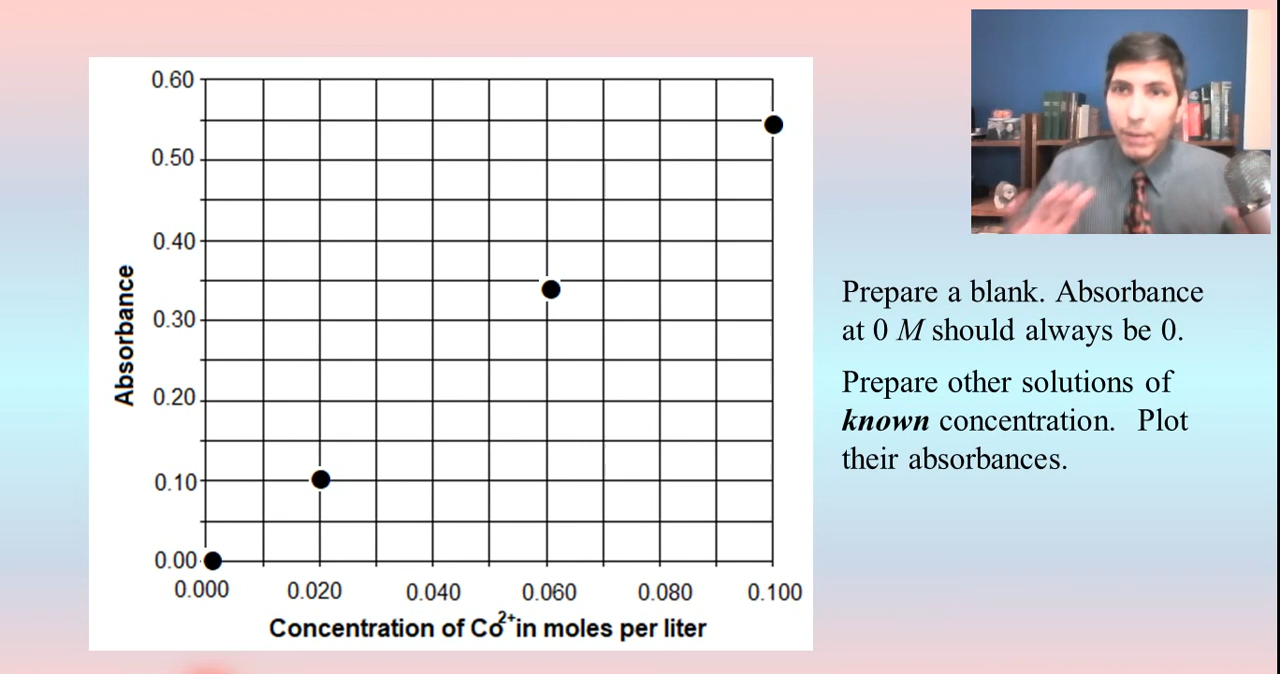 0.60
0.50
0.40
0.30
0.20
0.10
0.00
Absorbance
0.000 0.020 0.040 0.060 0.080 0.100
Concentration of Co2+ in moles per liter
Prepare a blank. Absorbance
at 0 M should always be 0.
Prepare other solutions of
known concentration. Plot
their absorbances.